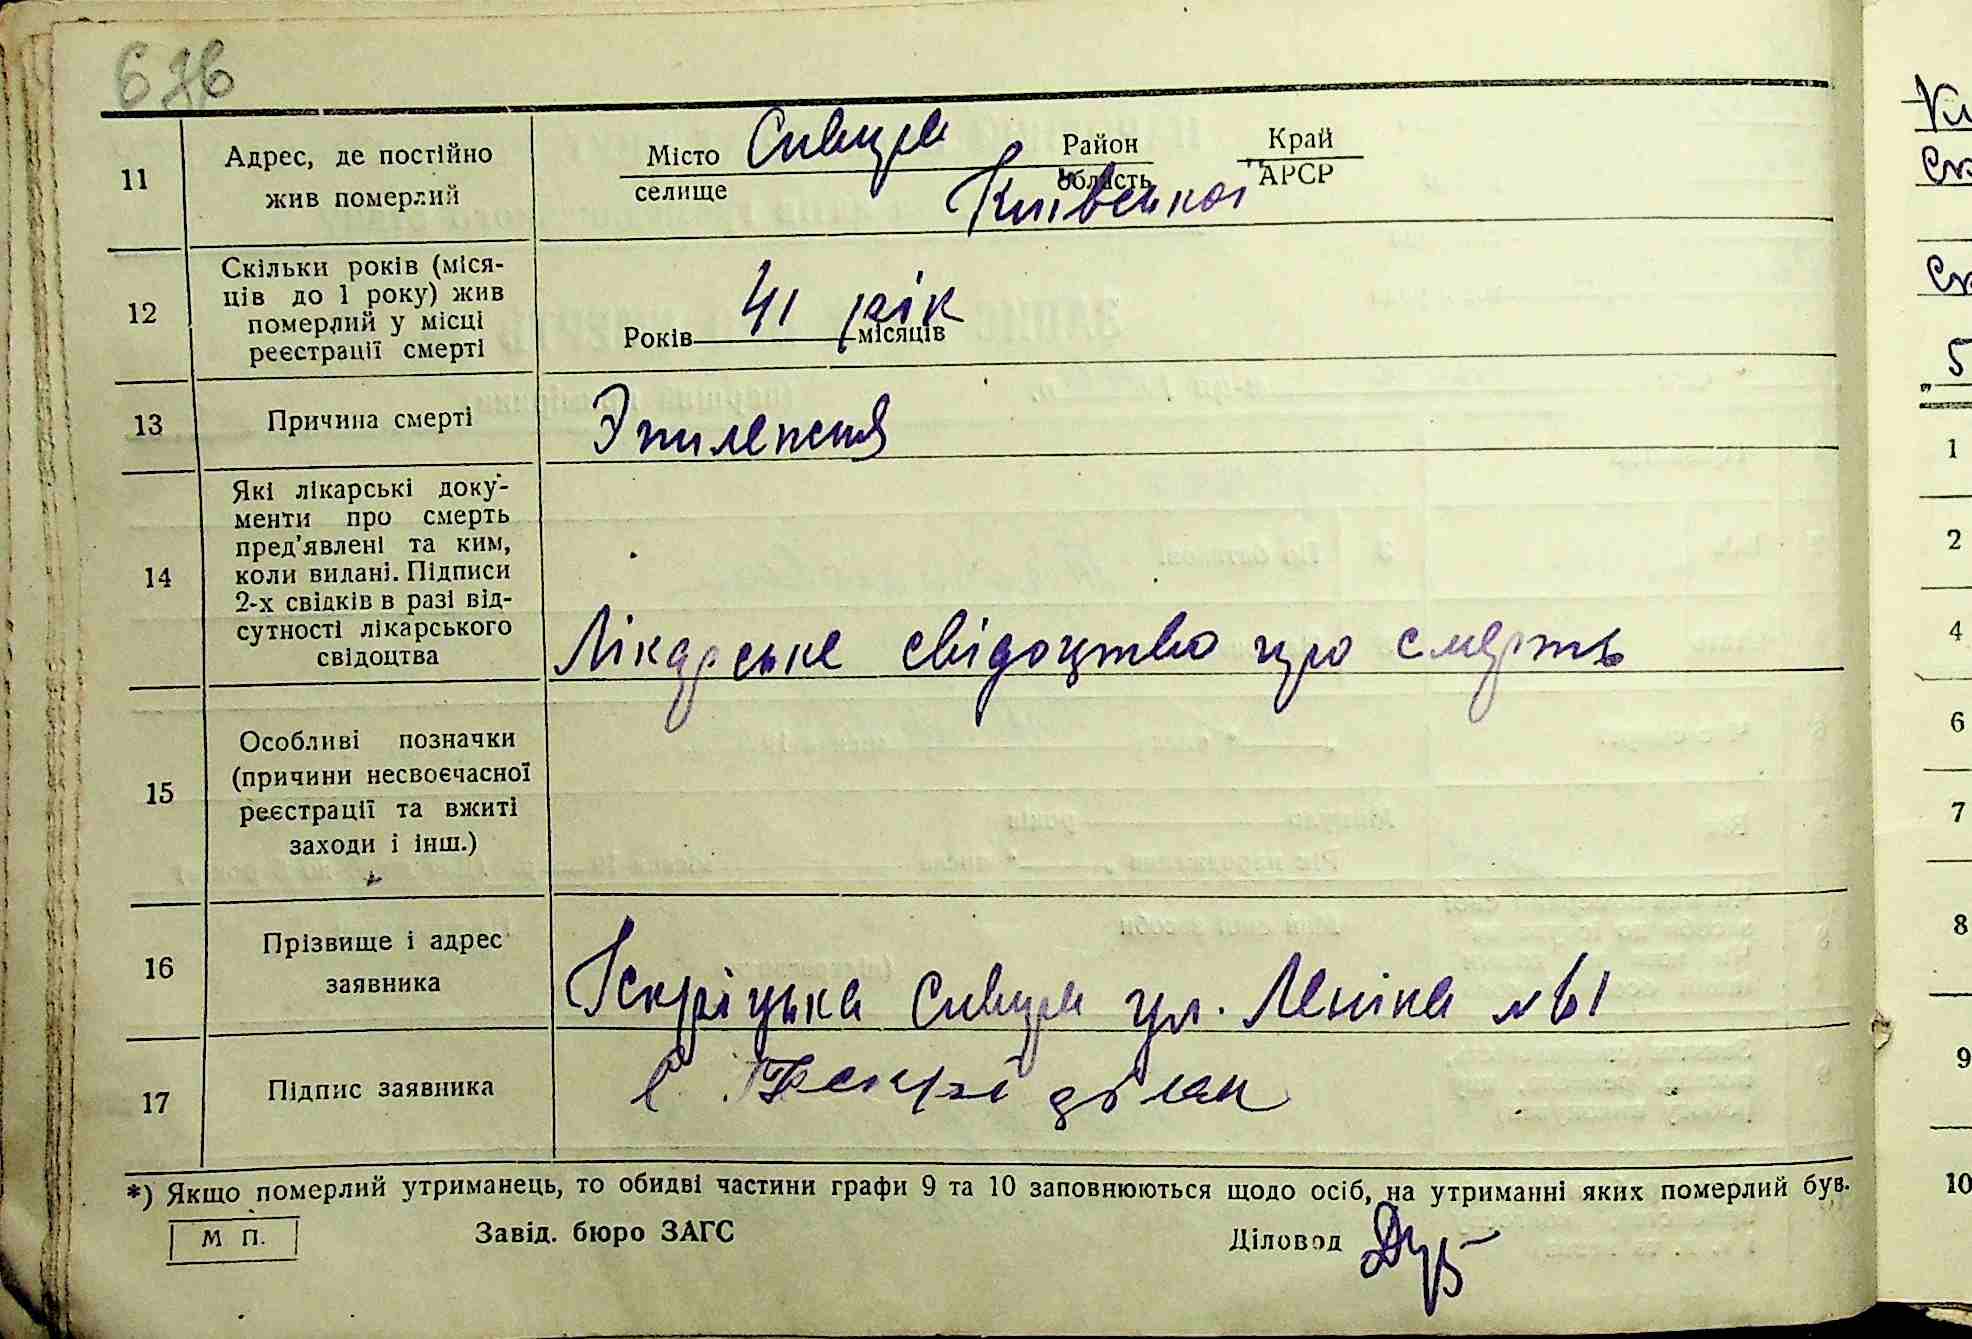 11
Адрес, де постійно
жив померлий
Місто Сквира Район Край
селище область АРСР
Київської
12
Скільки років (міся-
ців до 1 року) жив
померлий у місці
реєстрації смерті
Років 41 рік місяців
13
Причина смерті
Эпилепсия
14
Які лікарські доку-
менти про смерть
пред'явлені та ким,
коли видані. Підписи
2-х свідків в разі від-
сутності лікарського
свідоцтва
Лікарське свідоцтво про смерть
15
Особливі позначки
(причини несвоєчасної
реєстрації та вжиті
заходи і інш.)
16
Прізвище і адрес
заявника
Іскріцька Сквира ул. Леніна №61
17
Підпис заявника
*) Якщо померлий утриманець, то обидві частини графи 9 та 10 заповнюються щодо осіб, на утриманні яких померлий був.
М П.
Завід. бюро ЗАГС
Діловод
5
1
2
4
6
7
8
9
10